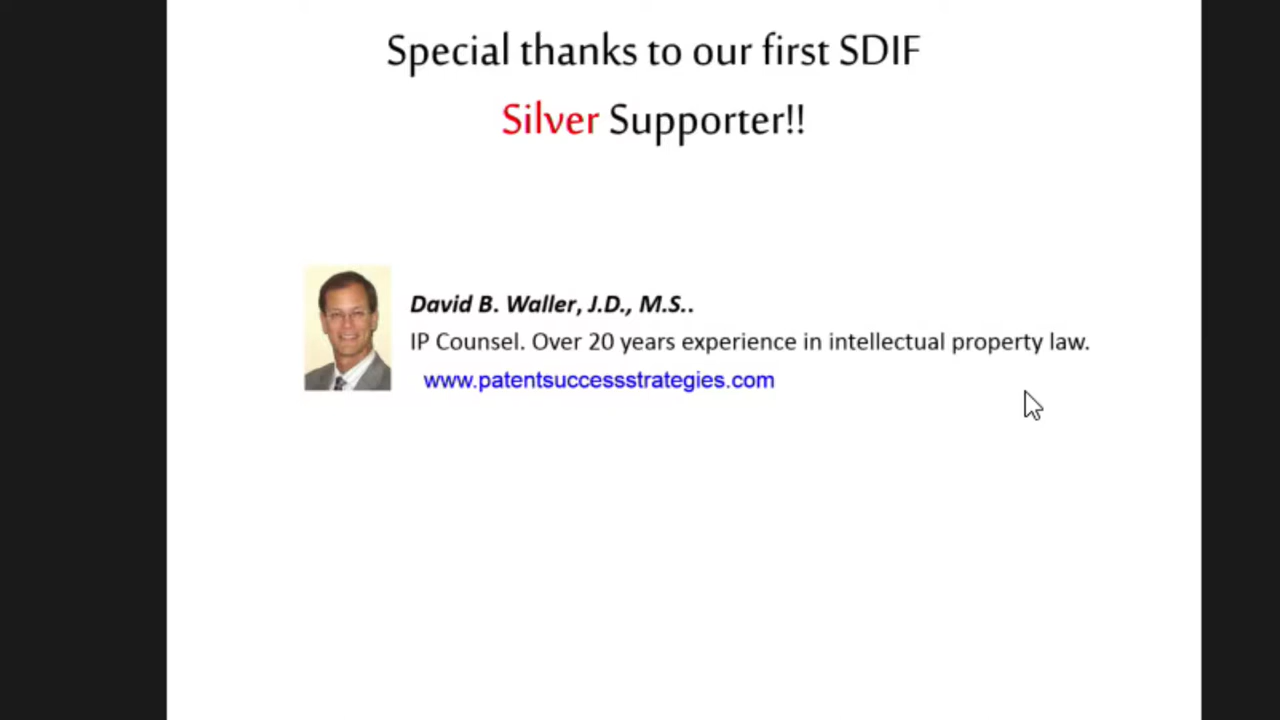 Special thanks to our first SDIF
Silver Supporter!!
David B. Waller, J.D., M.S..
IP Counsel. Over 20 years experience in intellectual property law.
www.patentsuccessstrategies.com